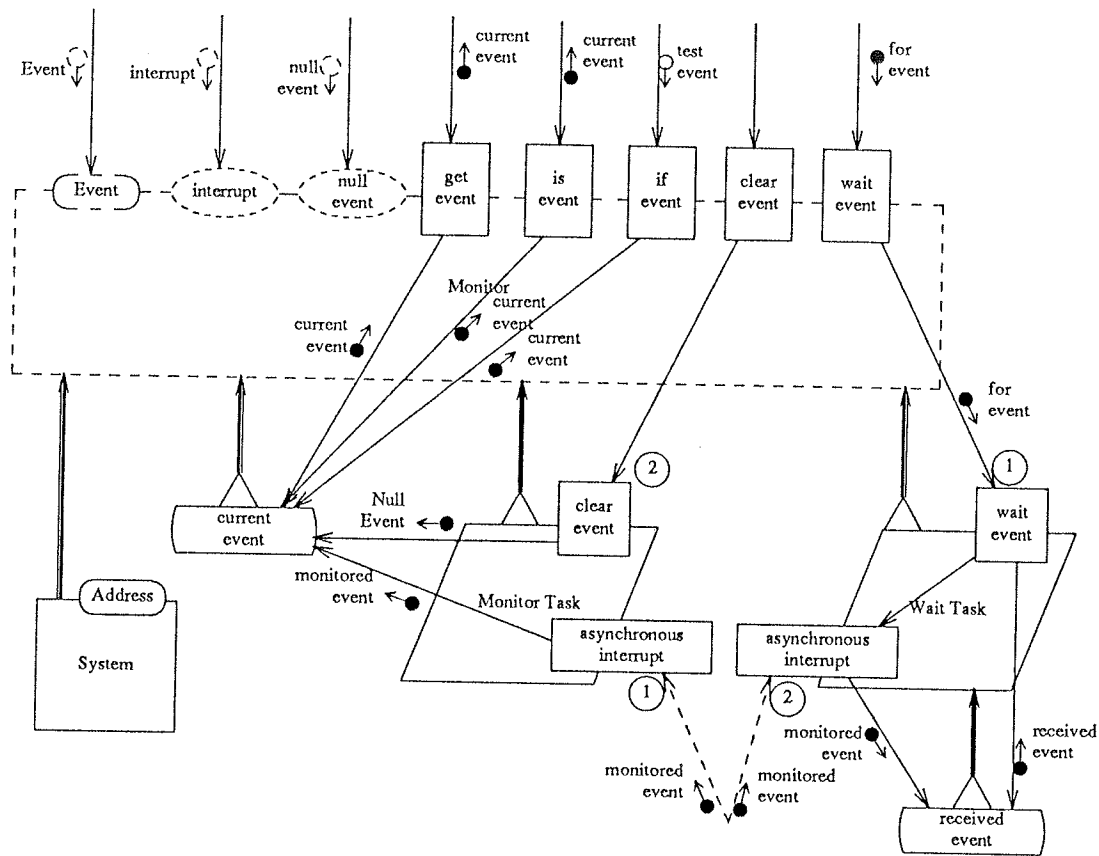 Event
interrupt
null
event
current
event
current
event
test
event
for
event
Event
interrupt
null
event
get
event
is
event
if
event
clear
event
wait
event
Monitor
current
event
current
event
current
event
for
event
2
1
current
event
Null
Event
clear
event
wait
event
monitored
event
Monitor Task
Wait Task
Address
System
asynchronous
interrupt
asynchronous
interrupt
1
2
monitored
event
received
event
monitored
event
monitored
event
received
event